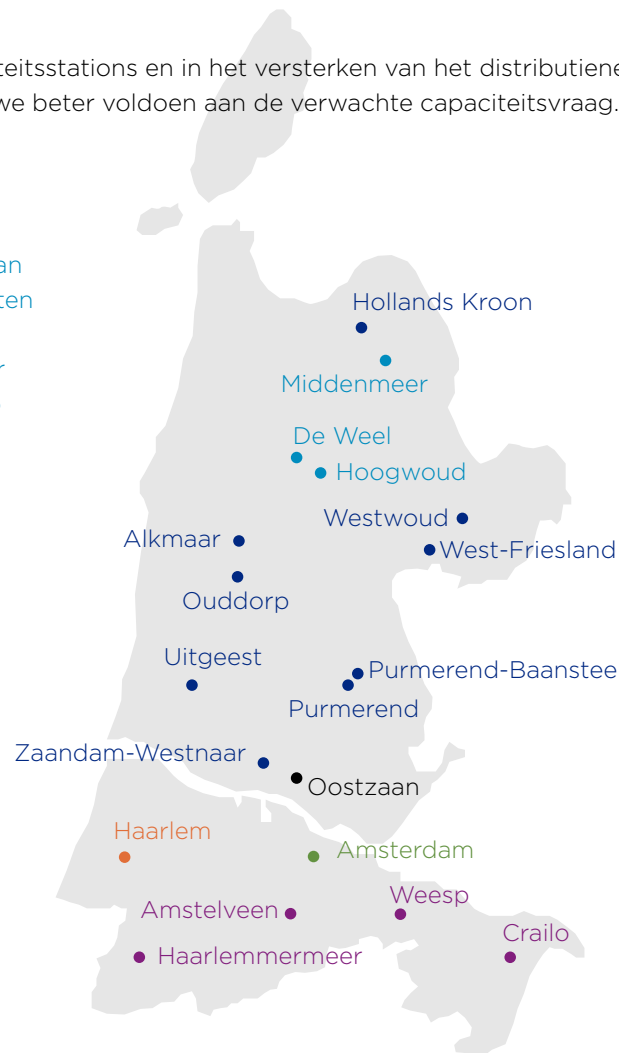 teitsstations en in het versterken van het distributiene
we beter voldoen aan de verwachte capaciteitsvraag.
an
ten
r
Hollands Kroon
Middenmeer
De Weel
Hoogwoud
Westwoud
Alkmaar
West-Friesland
Ouddorp
Uitgeest
Purmerend-Baanstee
Purmerend
Zaandam-Westnaar
Oostzaan
Haarlem
Amsterdam
Weesp
Amstelveen
Crailo
Haarlemmermeer